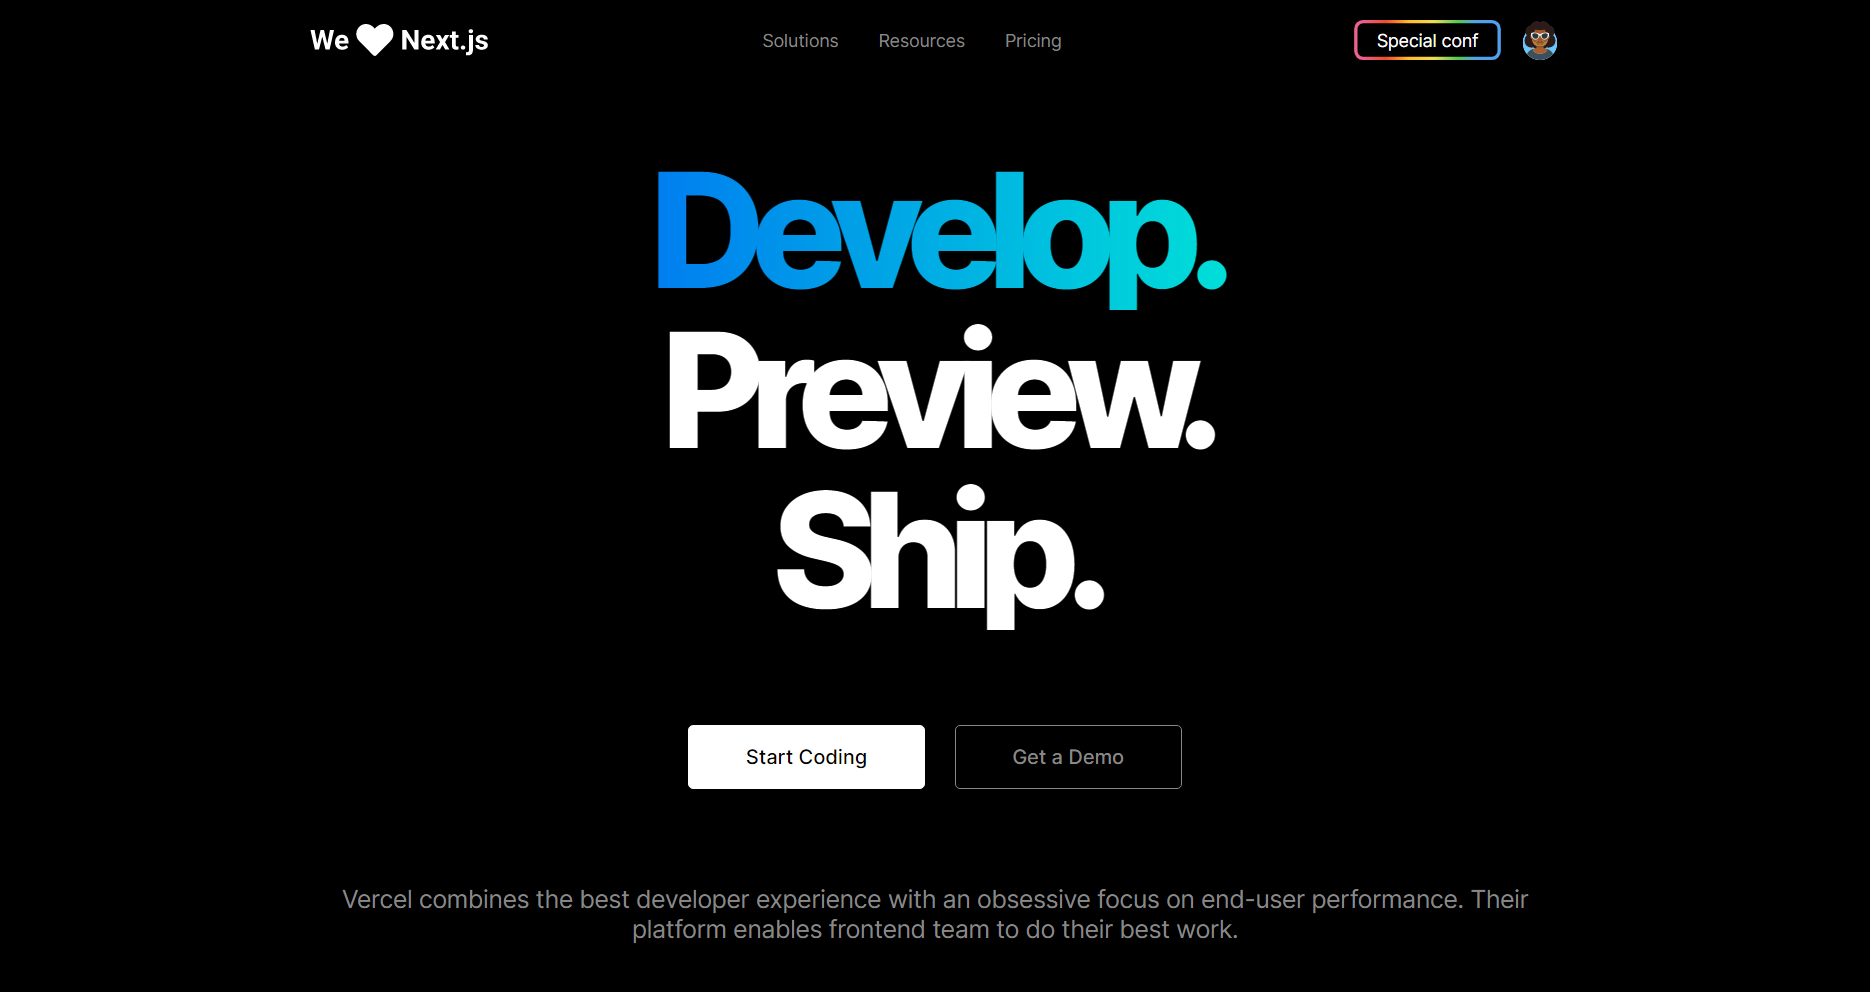 We Next.js
Solutions
Resources
Pricing
Special conf
Develop.
Preview.
Ship.
Start Coding
Get a Demo
Vercel combines the best developer experience with an obsessive focus on end-user performance. Their
platform enables frontend team to do their best work.